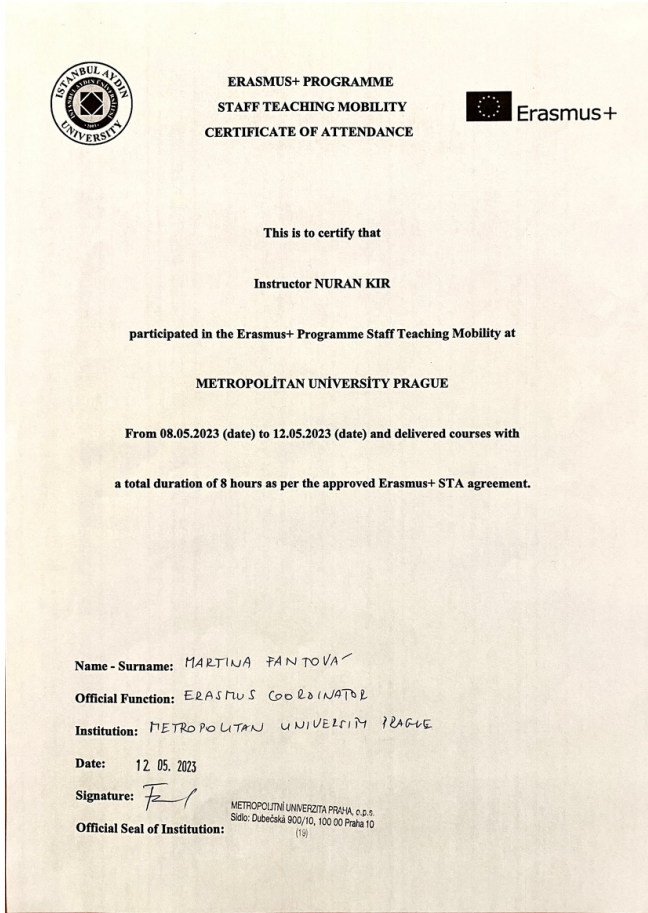 ISTANBUL AYDIN
UNIVERSITY
ERASMUS+ PROGRAMME
STAFF TEACHING MOBILITY
CERTIFICATE OF ATTENDANCE
Erasmus+
This is to certify that
Instructor NURAN KIR
participated in the Erasmus+ Programme Staff Teaching Mobility at
METROPOLİTAN UNİVERSİTY PRAGUE
From 08.05.2023 (date) to 12.05.2023 (date) and delivered courses with
a total duration of 8 hours as per the approved Erasmus+ STA agreement.
Name - Surname: MARTINA FANTOVÁ
Official Function: ERASMUS COORDINATOR
Institution: METROPOLITAN UNIVERSITY PRAGUE
Date: 12 05. 2023
Signature:
METROPOLITNÍ UNIVERZITA PRAHA, o.p.s.
Sídlo: Dubečská 900/10, 100 00 Praha 10
(19)
Official Seal of Institution: